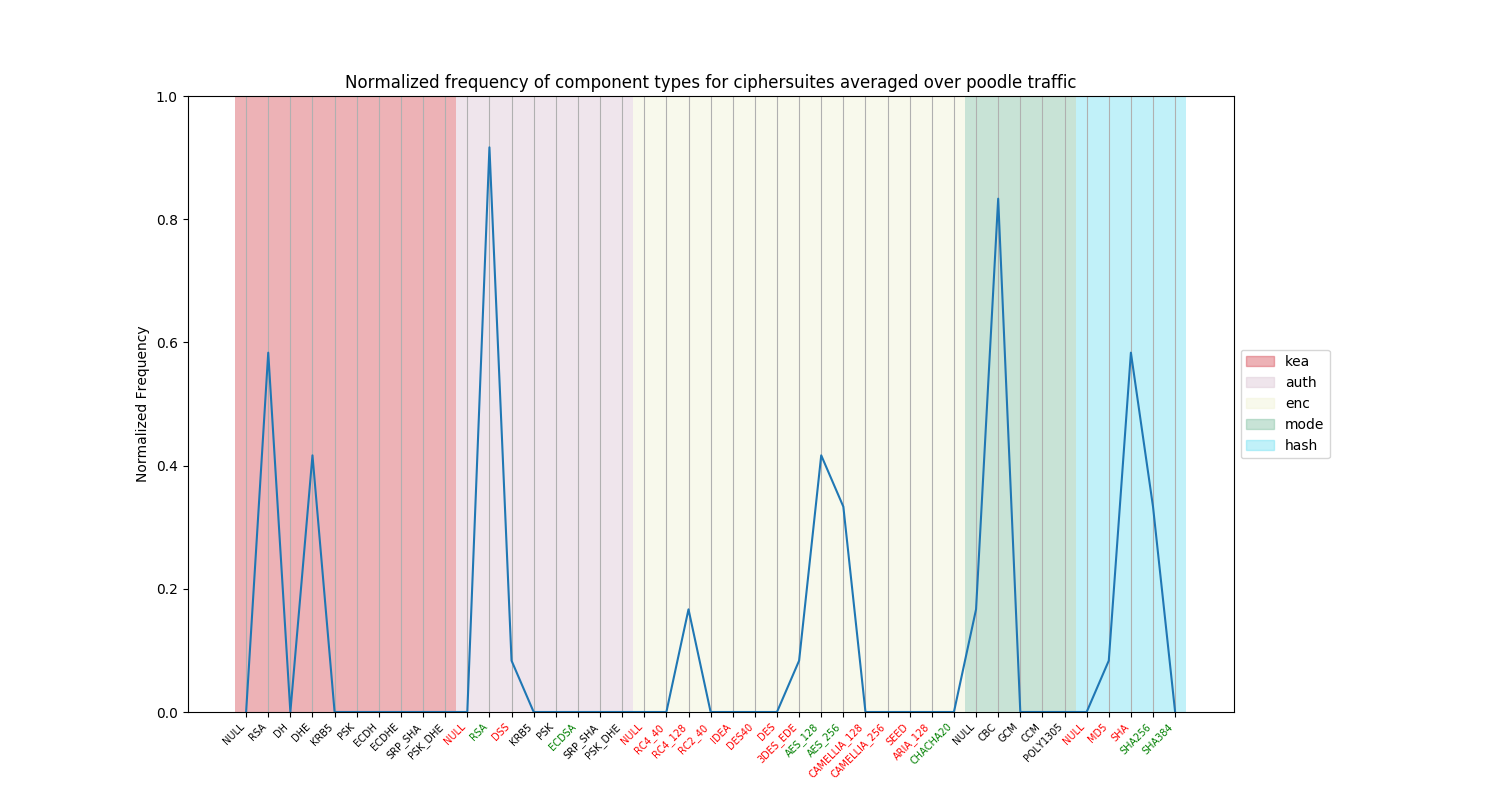 Normalized frequency of component types for ciphersuites averaged over poodle traffic
1.0
0.8
0.6
0.4
0.2
0.0
Normalized Frequency
NULL
RSA
DH
DHE
KRB5
PSK
ECDH
ECDHE
SRP_SHA
PSK_DHE
NULL
RSA
DSS
KRB5
PSK
ECDSA
SRP_SHA
PSK_DHE
NULL
RC4_40
RC4_128
RC2_40
IDEA
DES40
DES
3DES_EDE
AES_128
AES_256
CAMELLIA_128
CAMELLIA_256
SEED
ARIA_128
CHACHA20
NULL
CBC
GCM
CCM
POLY1305
NULL
MD5
SHA
SHA256
SHA384
kea
auth
enc
mode
hash